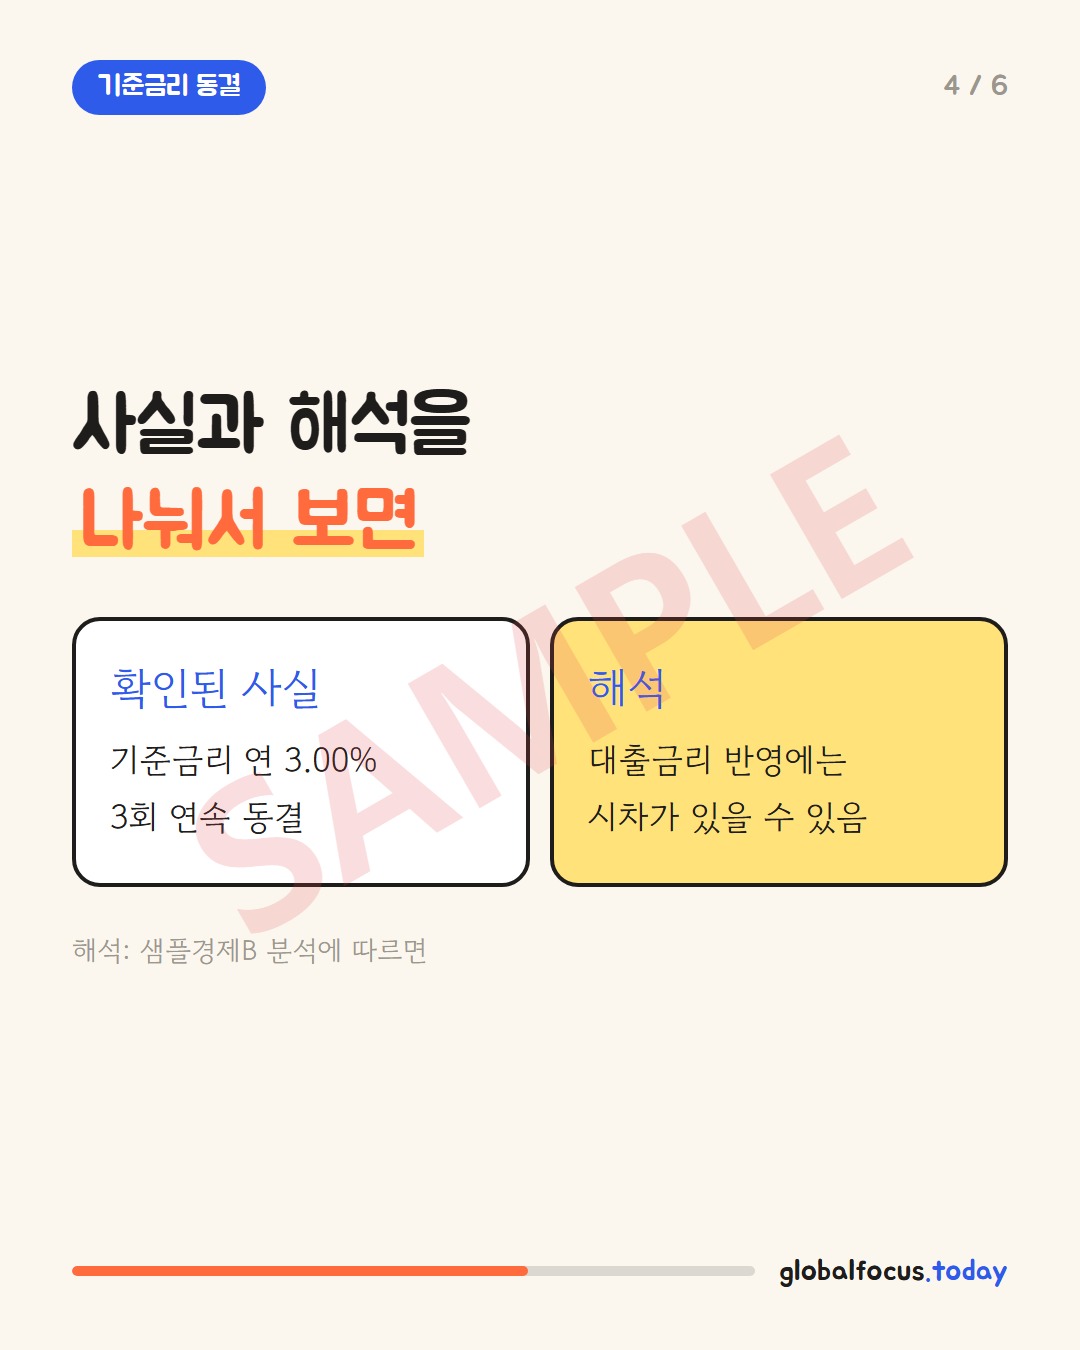 기준금리 동결
4 / 6
사실과 해석을
나눠서 보면
확인된 사실
기준금리 연 3.00%
3회 연속 동결
해석
대출금리 반영에는
시차가 있을 수 있음
SAMPLE
해석: 샘플경제B 분석에 따르면
globalfocus.today